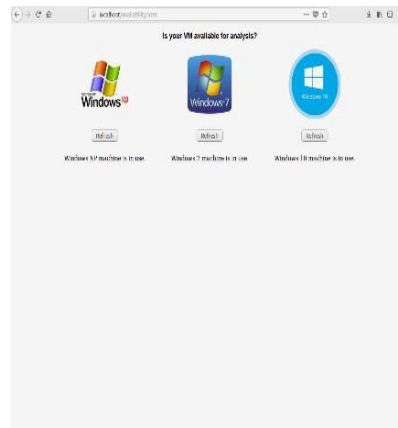 localhost/availability.html
Is your VM available for analysis?
Windows XP
Windows 7
Windows 10
Refresh
Refresh
Refresh
Windows XP machine is in use.
Windows 7 machine is in use.
Windows 10 machine is in use.